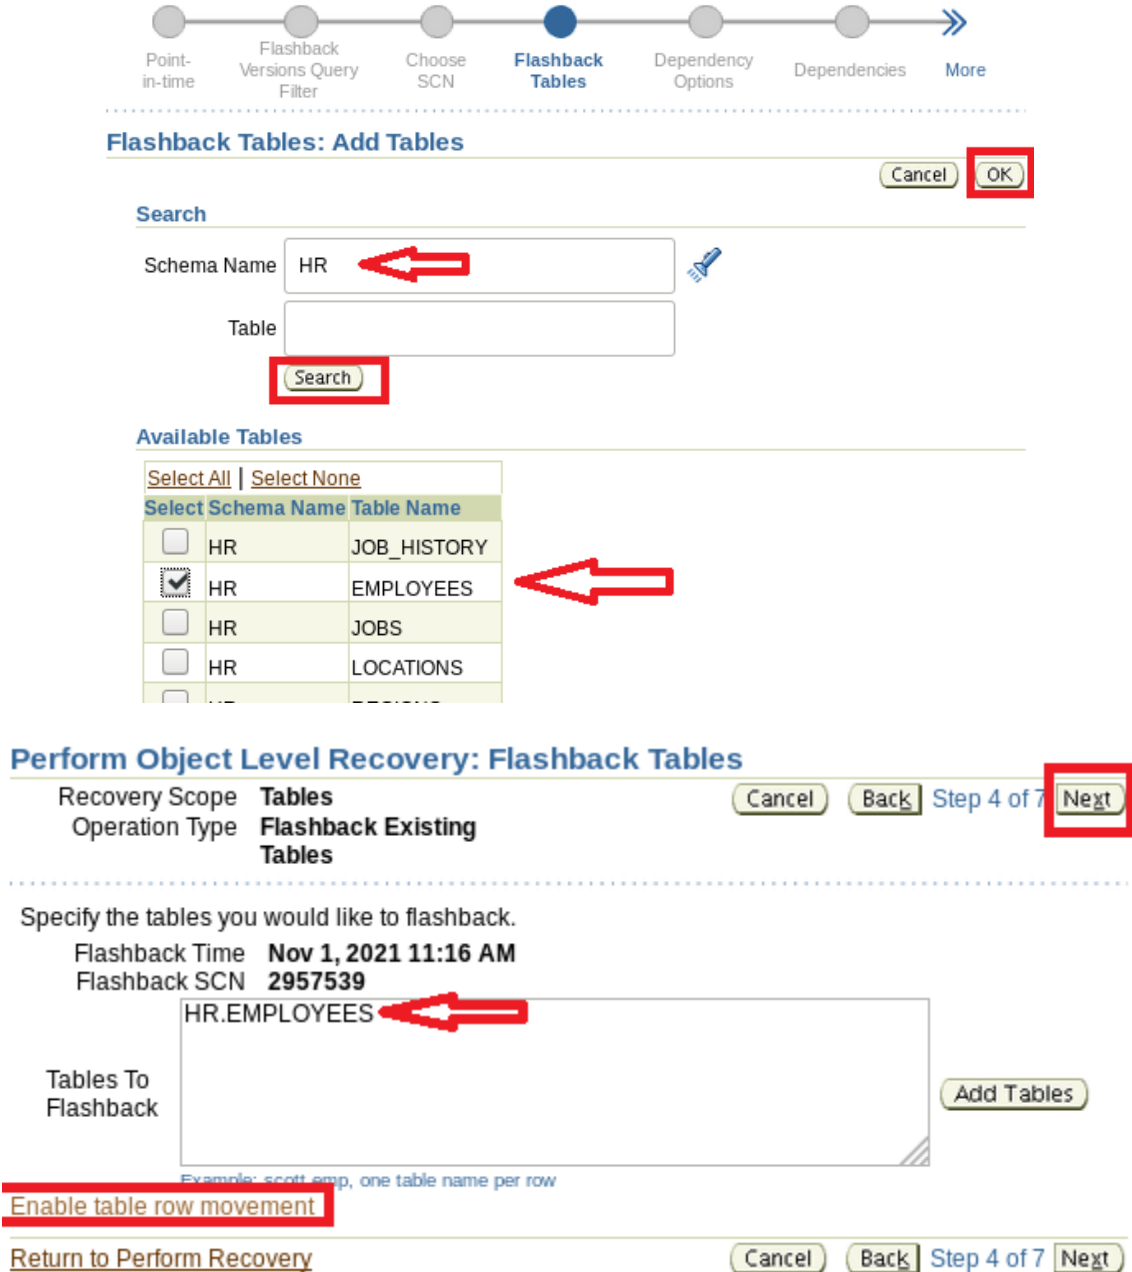 Point-
in-time
Flashback
Versions Query
Filter
Choose
SCN
Flashback
Tables
Dependency
Options
Dependencies
More
Flashback Tables: Add Tables
Cancel OK
Search
Schema Name HR
Table
Search
Available Tables
Select All | Select None
Select Schema Name Table Name
HR JOB_HISTORY
HR EMPLOYEES
HR JOBS
HR LOCATIONS
Perform Object Level Recovery: Flashback Tables
Recovery Scope Tables
Cancel Back Step 4 of 7 Next
Operation Type Flashback Existing
Tables
Specify the tables you would like to flashback.
Flashback Time Nov 1, 2021 11:16 AM
Flashback SCN 2957539
HR.EMPLOYEES
Tables To
Flashback
Add Tables
Example: scott.emp, one table name per row
Enable table row movement
Return to Perform Recovery
Cancel Back Step 4 of 7 Next